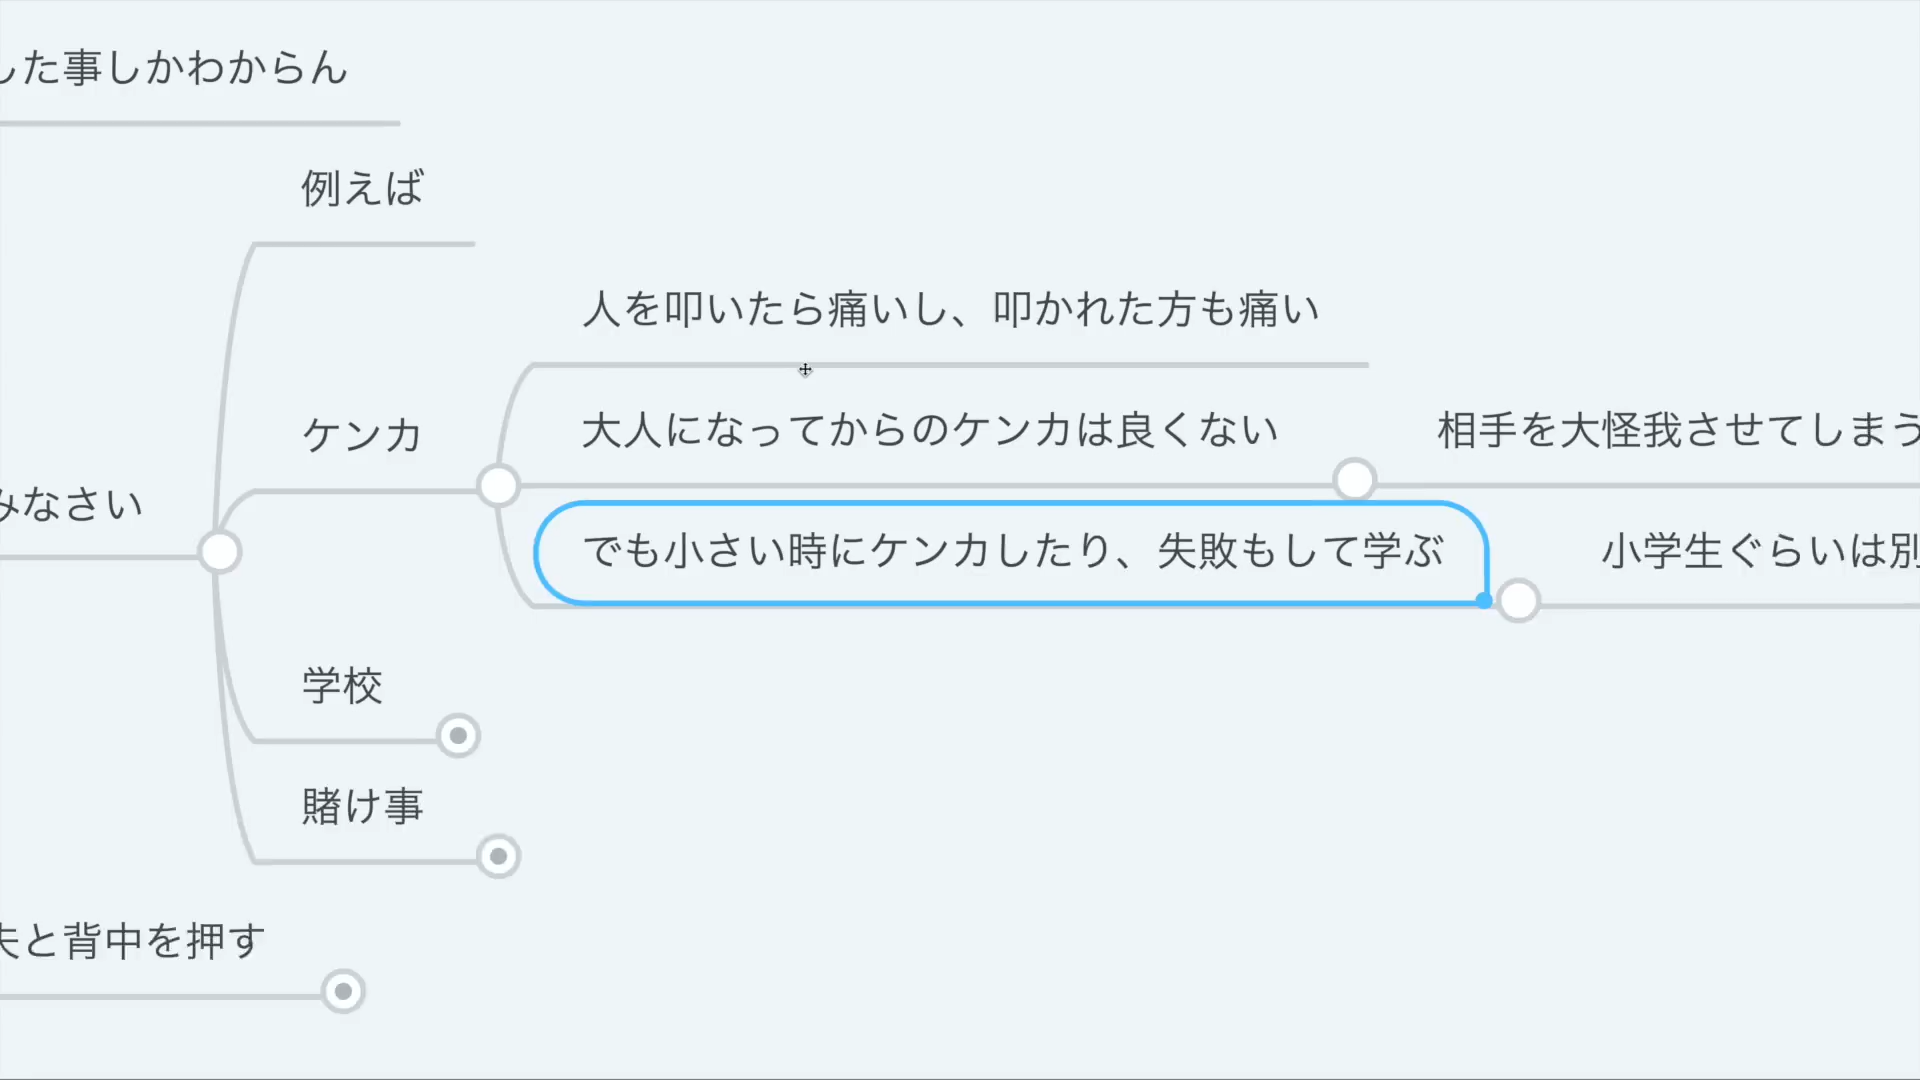 した事しかわからん
例えば
人を叩いたら痛いし、叩かれた方も痛い
ケンカ
大人になってからのケンカは良くない
相手を大怪我させてしまう
みなさい
でも小さい時にケンカしたり、失敗もして学ぶ
小学生ぐらいは別
学校
賭け事
夫と背中を押す